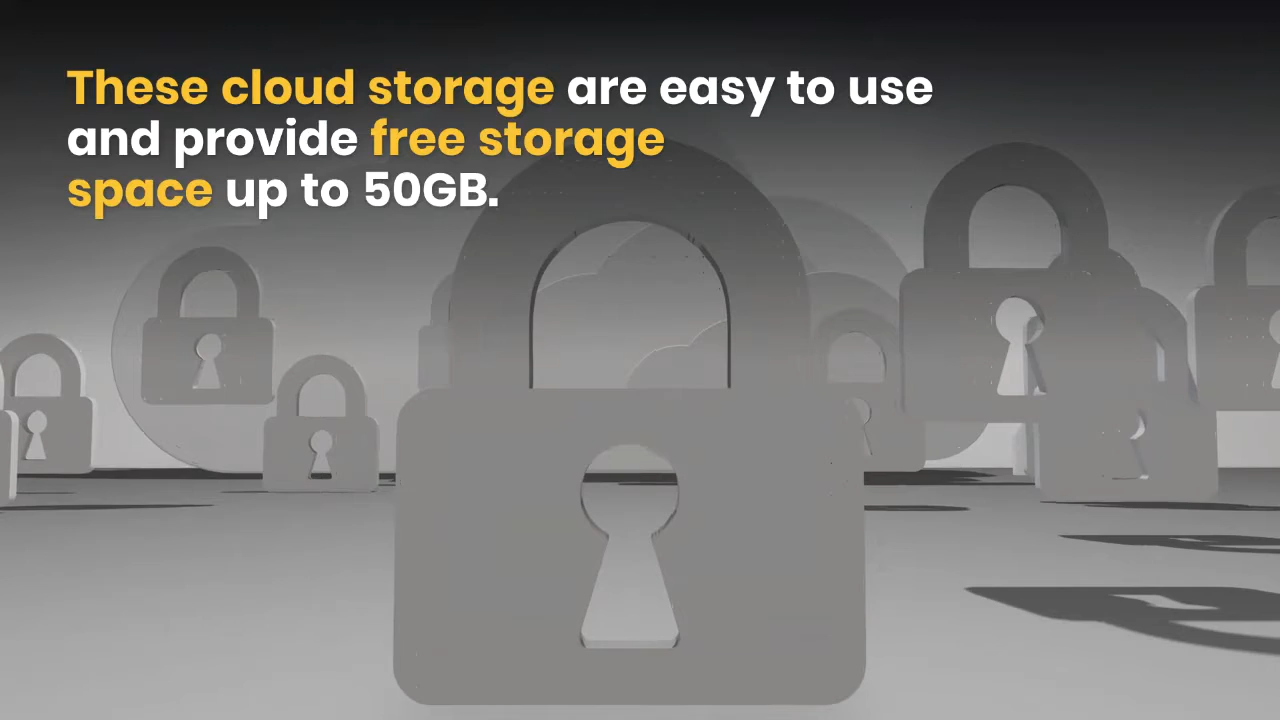 These cloud storage are easy to use
and provide free storage
space up to 50GB.